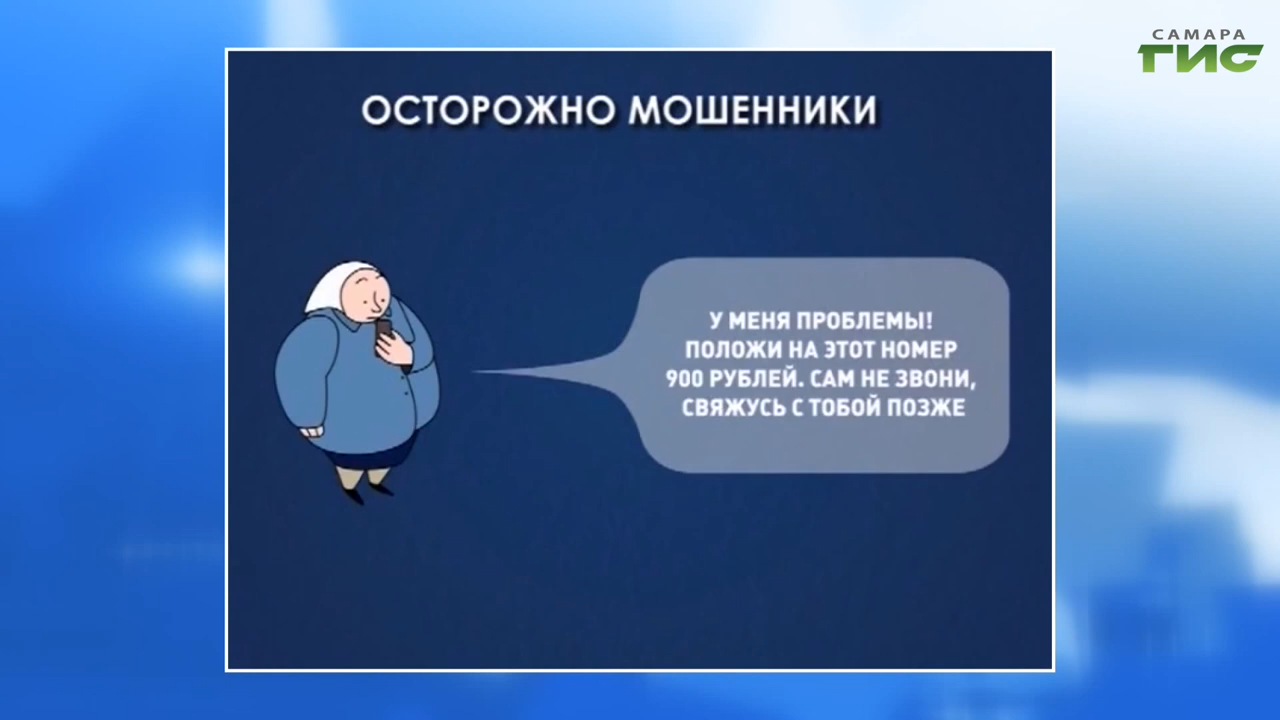 САМАРА
ГИС
ОСТОРОЖНО МОШЕННИКИ
У МЕНЯ ПРОБЛЕМЫ!
ПОЛОЖИ НА ЭТОТ НОМЕР
900 РУБЛЕЙ. САМ НЕ ЗВОНИ,
СВЯЖУСЬ С ТОБОЙ ПОЗЖЕ